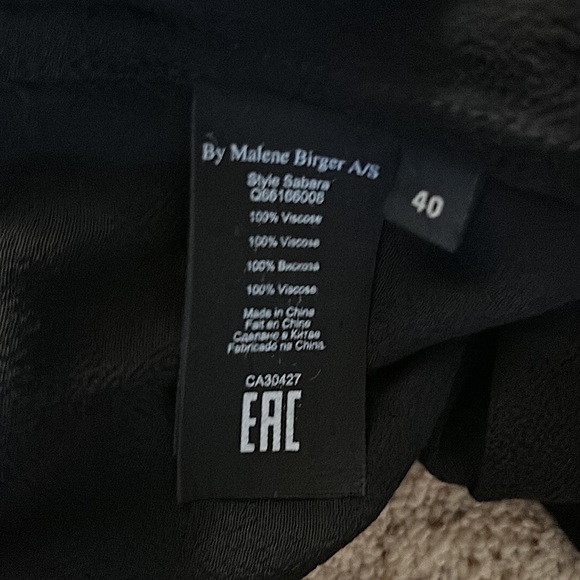 By Malene Birger A/S
Style Sabara
Q66166006
100% Viscose
100% Viscose
100% Вискоза
100% Viscose
Made in China
Fait en Chine
Сделано в Китае
Fabricado na China
CA30427
EAC
40